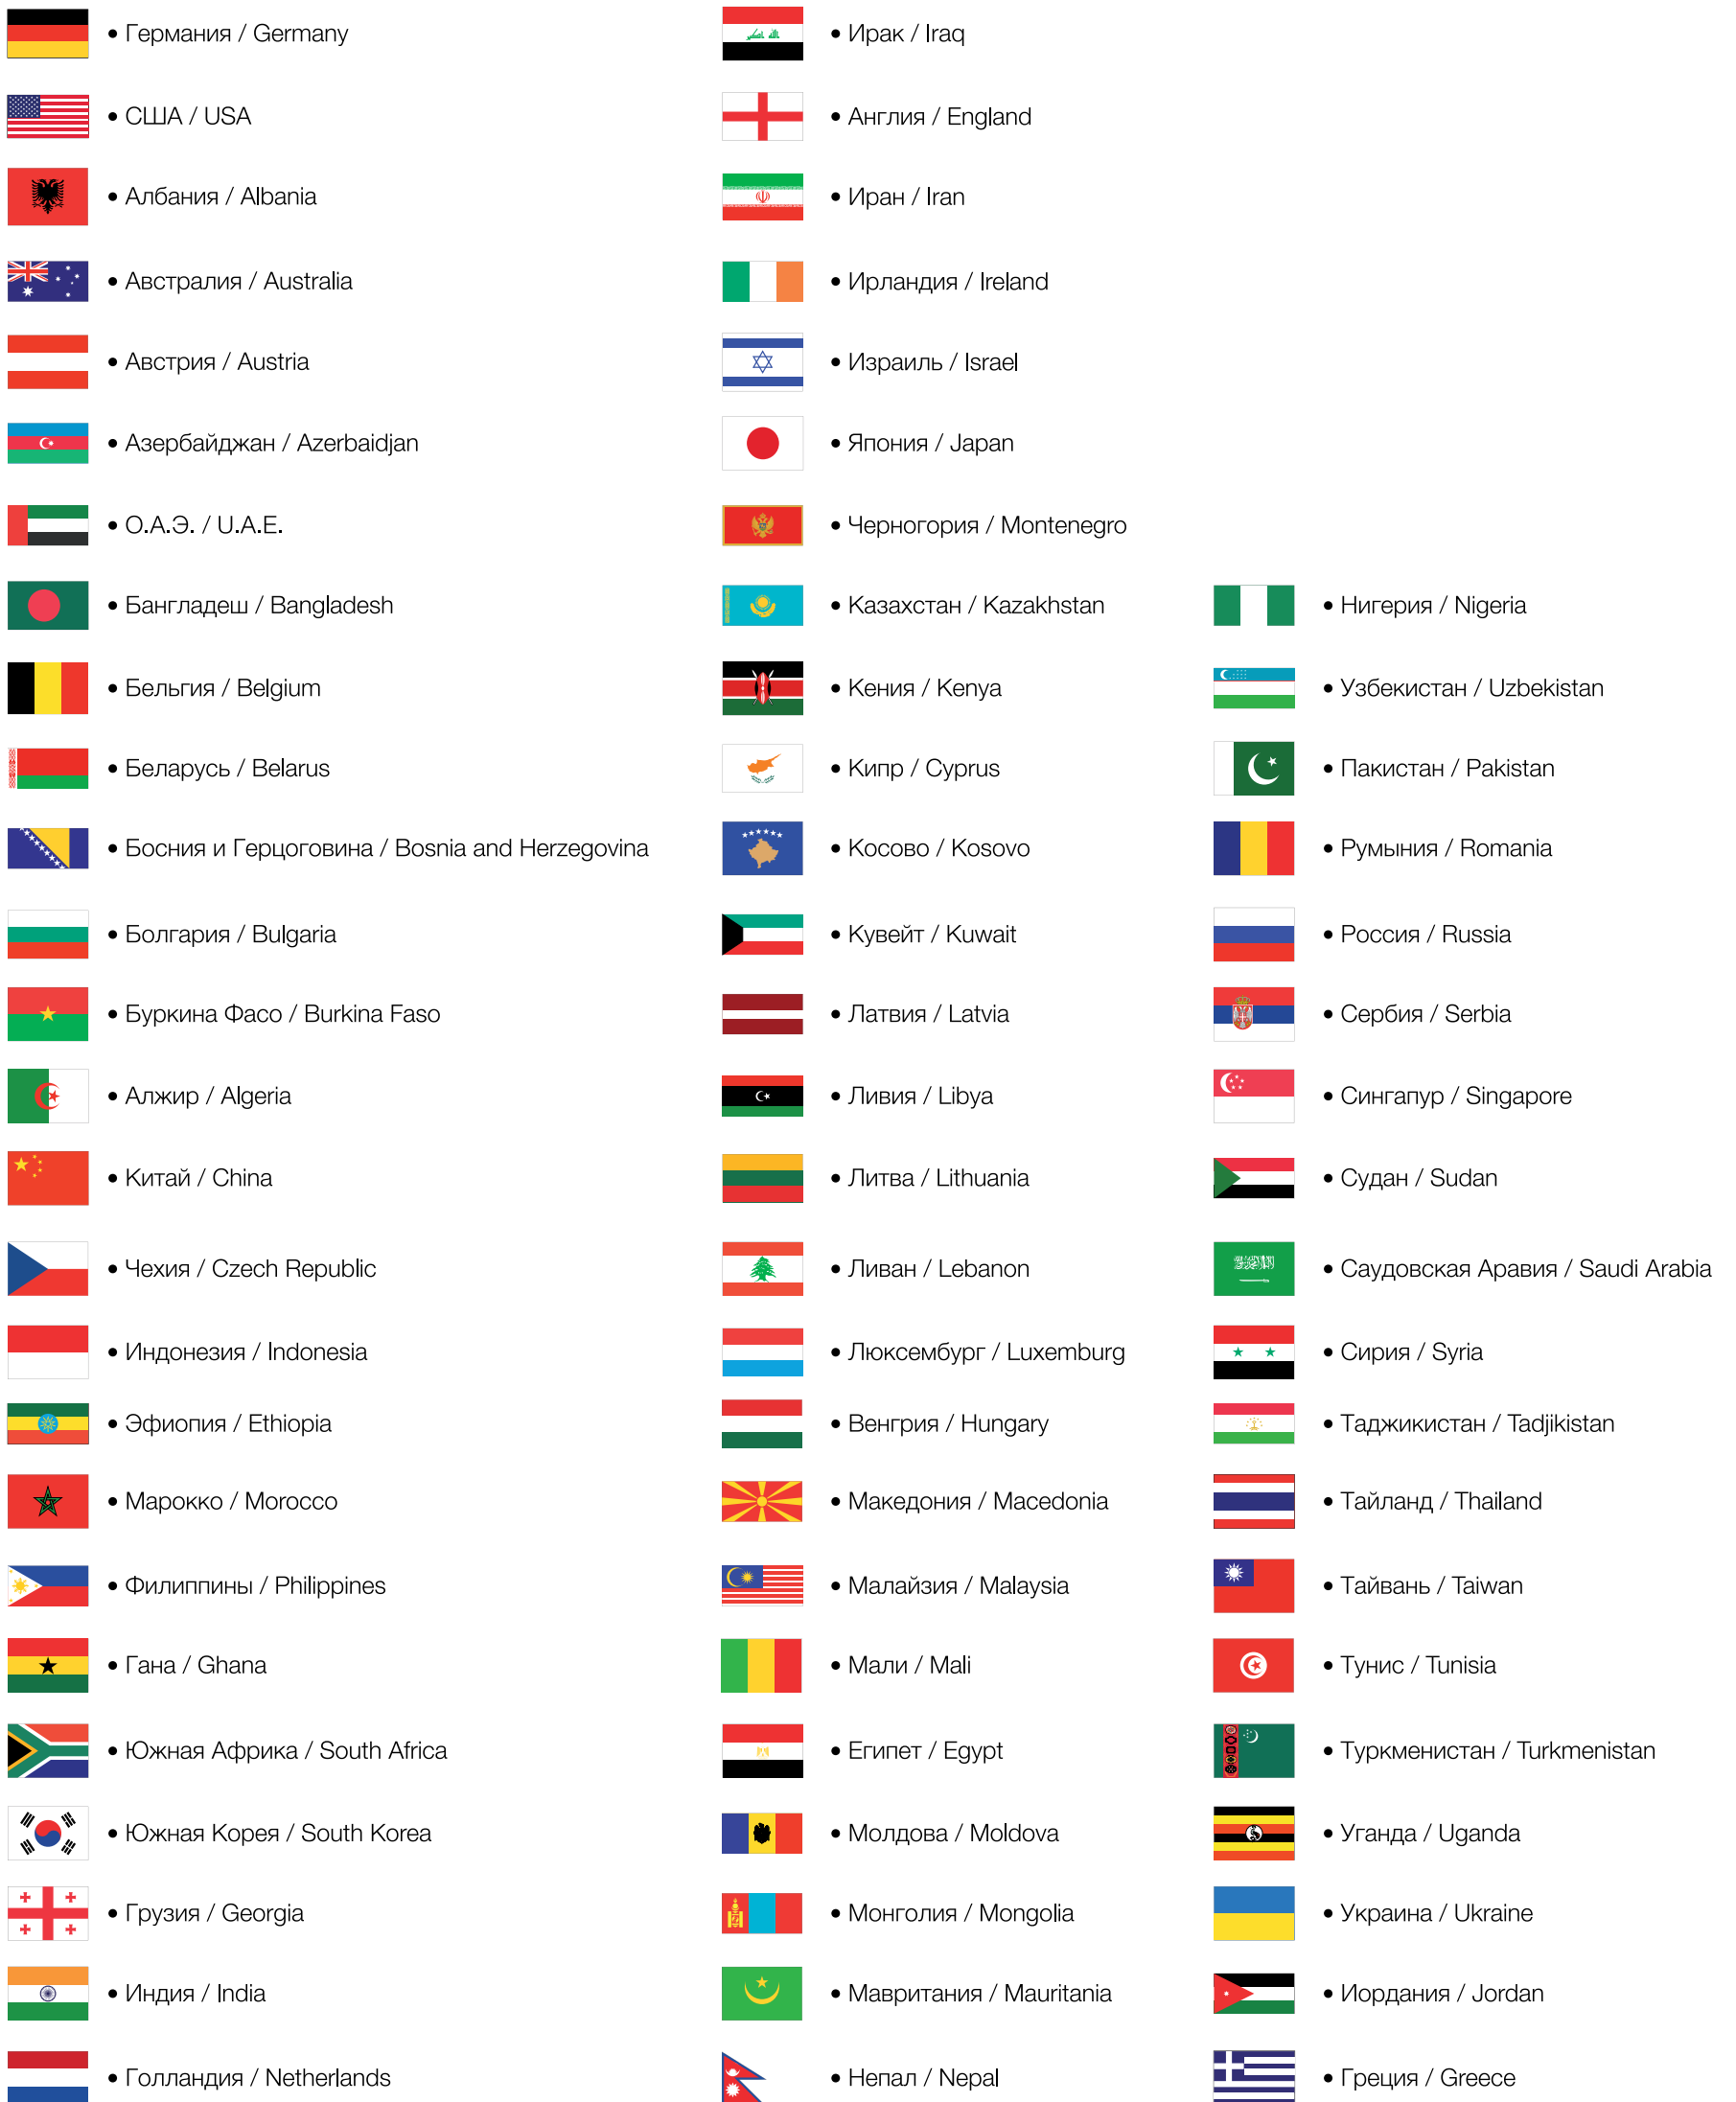 • Германия / Germany
• США / USA
• Албания / Albania
• Австралия / Australia
• Австрия / Austria
• Азербайджан / Azerbaidjan
• О.А.Э. / U.A.E.
• Бангладеш / Bangladesh
• Бельгия / Belgium
• Беларусь / Belarus
• Босния и Герцоговина / Bosnia and Herzegovina
• Болгария / Bulgaria
• Буркина Фасо / Burkina Faso
• Алжир / Algeria
• Китай / China
• Чехия / Czech Republic
• Индонезия / Indonesia
• Эфиопия / Ethiopia
• Марокко / Morocco
• Филиппины / Philippines
• Гана / Ghana
• Южная Африка / South Africa
• Южная Корея / South Korea
• Грузия / Georgia
• Индия / India
• Голландия / Netherlands
• Ирак / Iraq
• Англия / England
• Иран / Iran
• Ирландия / Ireland
• Израиль / Israel
• Япония / Japan
• Черногория / Montenegro
• Казахстан / Kazakhstan
• Кения / Kenya
• Кипр / Cyprus
• Косово / Kosovo
• Кувейт / Kuwait
• Латвия / Latvia
• Ливия / Libya
• Литва / Lithuania
• Ливан / Lebanon
• Люксембург / Luxemburg
• Венгрия / Hungary
• Македония / Macedonia
• Малайзия / Malaysia
• Мали / Mali
• Египет / Egypt
• Молдова / Moldova
• Монголия / Mongolia
• Мавритания / Mauritania
• Непал / Nepal
• Нигерия / Nigeria
• Узбекистан / Uzbekistan
• Пакистан / Pakistan
• Румыния / Romania
• Россия / Russia
• Сербия / Serbia
• Сингапур / Singapore
• Судан / Sudan
• Саудовская Аравия / Saudi Arabia
• Сирия / Syria
• Таджикистан / Tadjikistan
• Тайланд / Thailand
• Тайвань / Taiwan
• Тунис / Tunisia
• Туркменистан / Turkmenistan
• Уганда / Uganda
• Украина / Ukraine
• Иордания / Jordan
• Греция / Greece